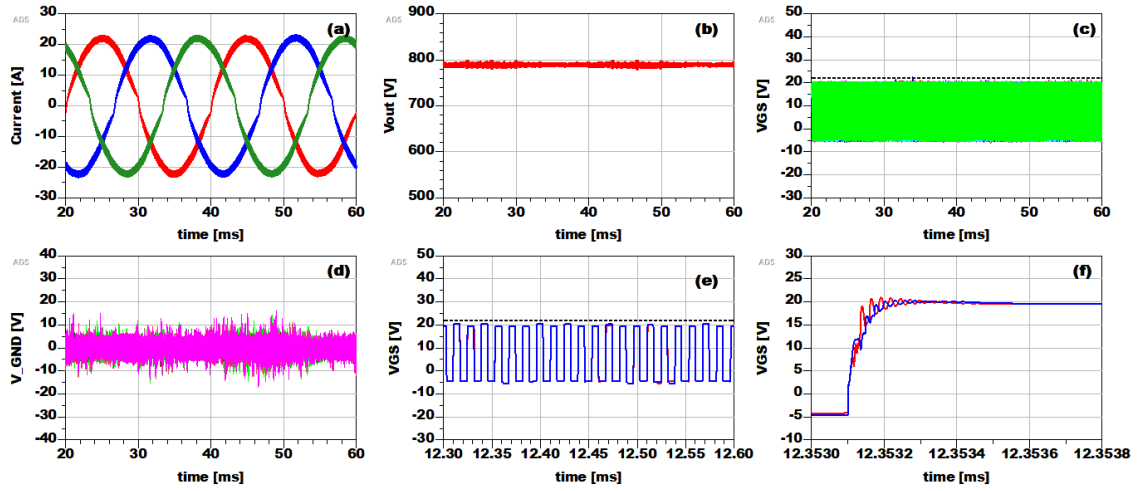 ADS
(a)
Current [A]
30
20
10
0
-10
-20
-30
20 30 40 50 60
time [ms]
ADS
(b)
Vout [V]
1000
900
800
700
600
500
20 30 40 50 60
time [ms]
ADS
(c)
VGS [V]
50
40
30
20
10
0
-10
-20
-30
20 30 40 50 60
time [ms]
ADS
(d)
V_GND [V]
40
30
20
10
0
-10
-20
-30
-40
20 30 40 50 60
time [ms]
ADS
(e)
VGS [V]
50
40
30
20
10
0
-10
-20
-30
12.30 12.35 12.40 12.45 12.50 12.55 12.60
time [ms]
ADS
(f)
VGS [V]
30
25
20
15
10
5
0
-5
-10
12.3530 12.3532 12.3534 12.3536 12.3538
time [ms]